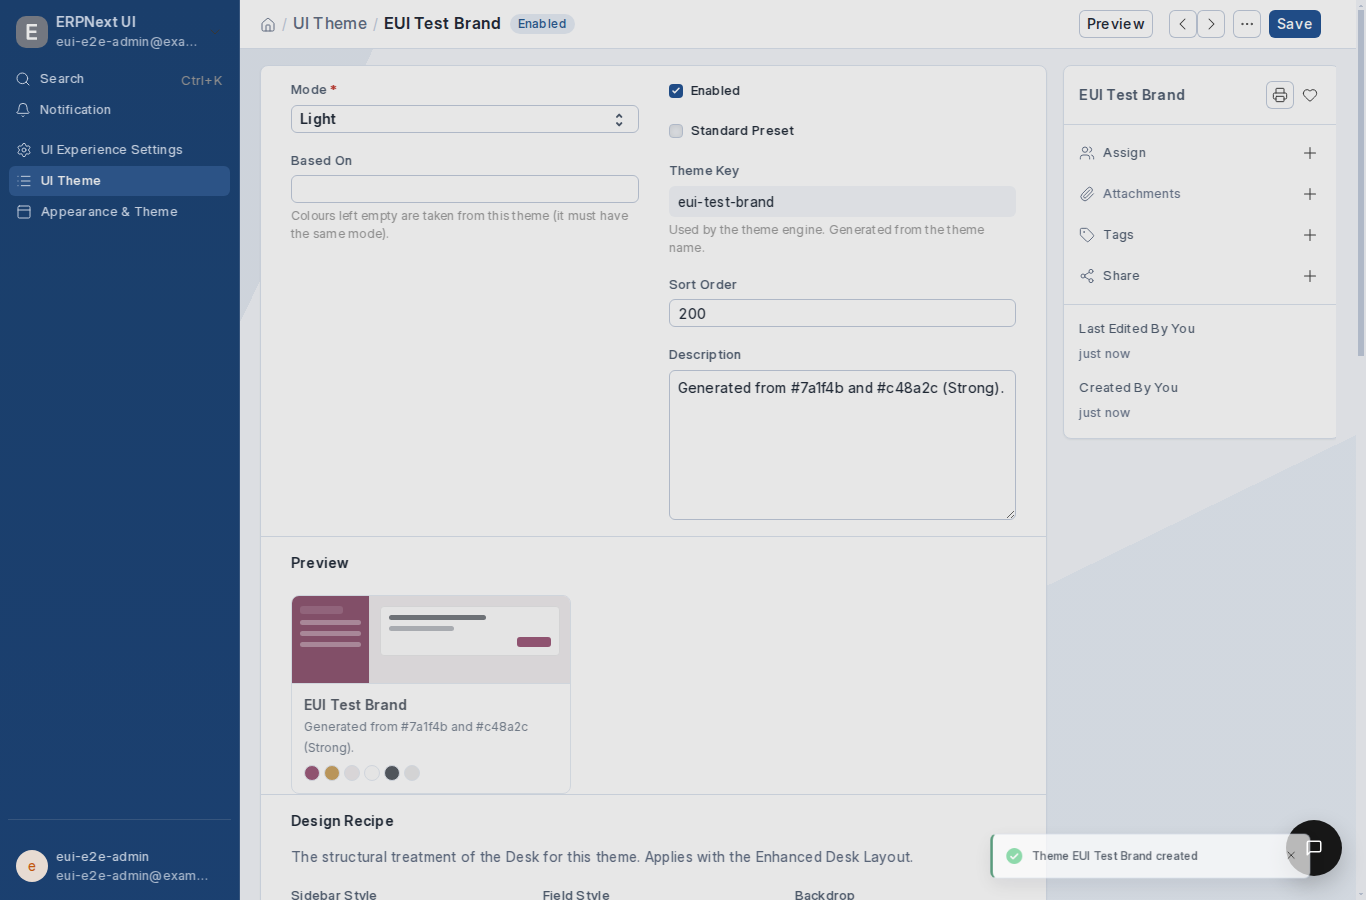 ERPNext UI
eui-e2e-admin@exa...
Search
Ctrl+K
Notification
UI Experience Settings
UI Theme
Appearance & Theme
e
eui-e2e-admin
eui-e2e-admin@exam...
/ UI Theme / EUI Test Brand
Enabled
Preview
Save
Mode *
Light
Based On
Colours left empty are taken from this theme (it must have
the same mode).
Enabled
Standard Preset
Theme Key
eui-test-brand
Used by the theme engine. Generated from the theme
name.
Sort Order
200
Description
Generated from #7a1f4b and #c48a2c (Strong).
Preview
EUI Test Brand
Generated from #7a1f4b and #c48a2c
(Strong).
Design Recipe
The structural treatment of the Desk for this theme. Applies with the Enhanced Desk Layout.
Sidebar Style
Field Style
Backdrop
EUI Test Brand
Assign
Attachments
Tags
Share
Last Edited By You
just now
Created By You
just now
Theme EUI Test Brand created